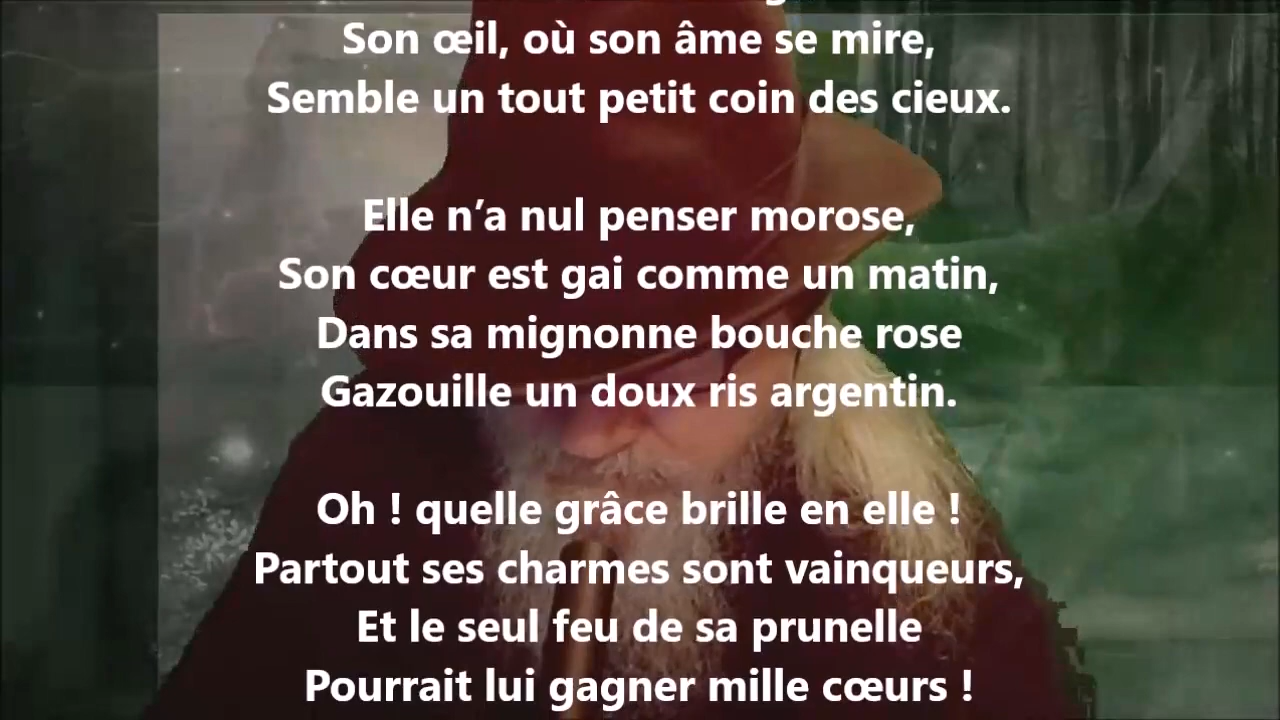 Son œil, où son âme se mire,
Semble un tout petit coin des cieux.
Elle n’a nul penser morose,
Son cœur est gai comme un matin,
Dans sa mignonne bouche rose
Gazouille un doux ris argentin.
Oh ! quelle grâce brille en elle !
Partout ses charmes sont vainqueurs,
Et le seul feu de sa prunelle
Pourrait lui gagner mille cœurs !